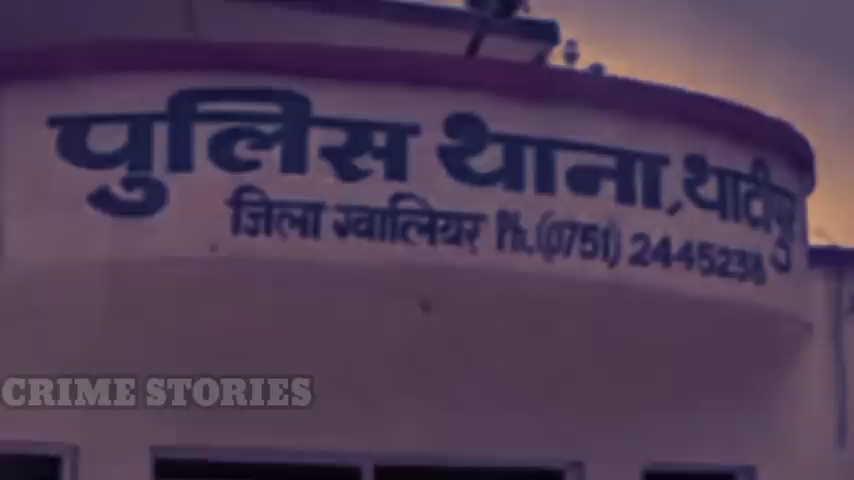 पुलिस थाना, थाटीपुर
जिला ग्वालियर Ph.(0751) 2445238
CRIME STORIES